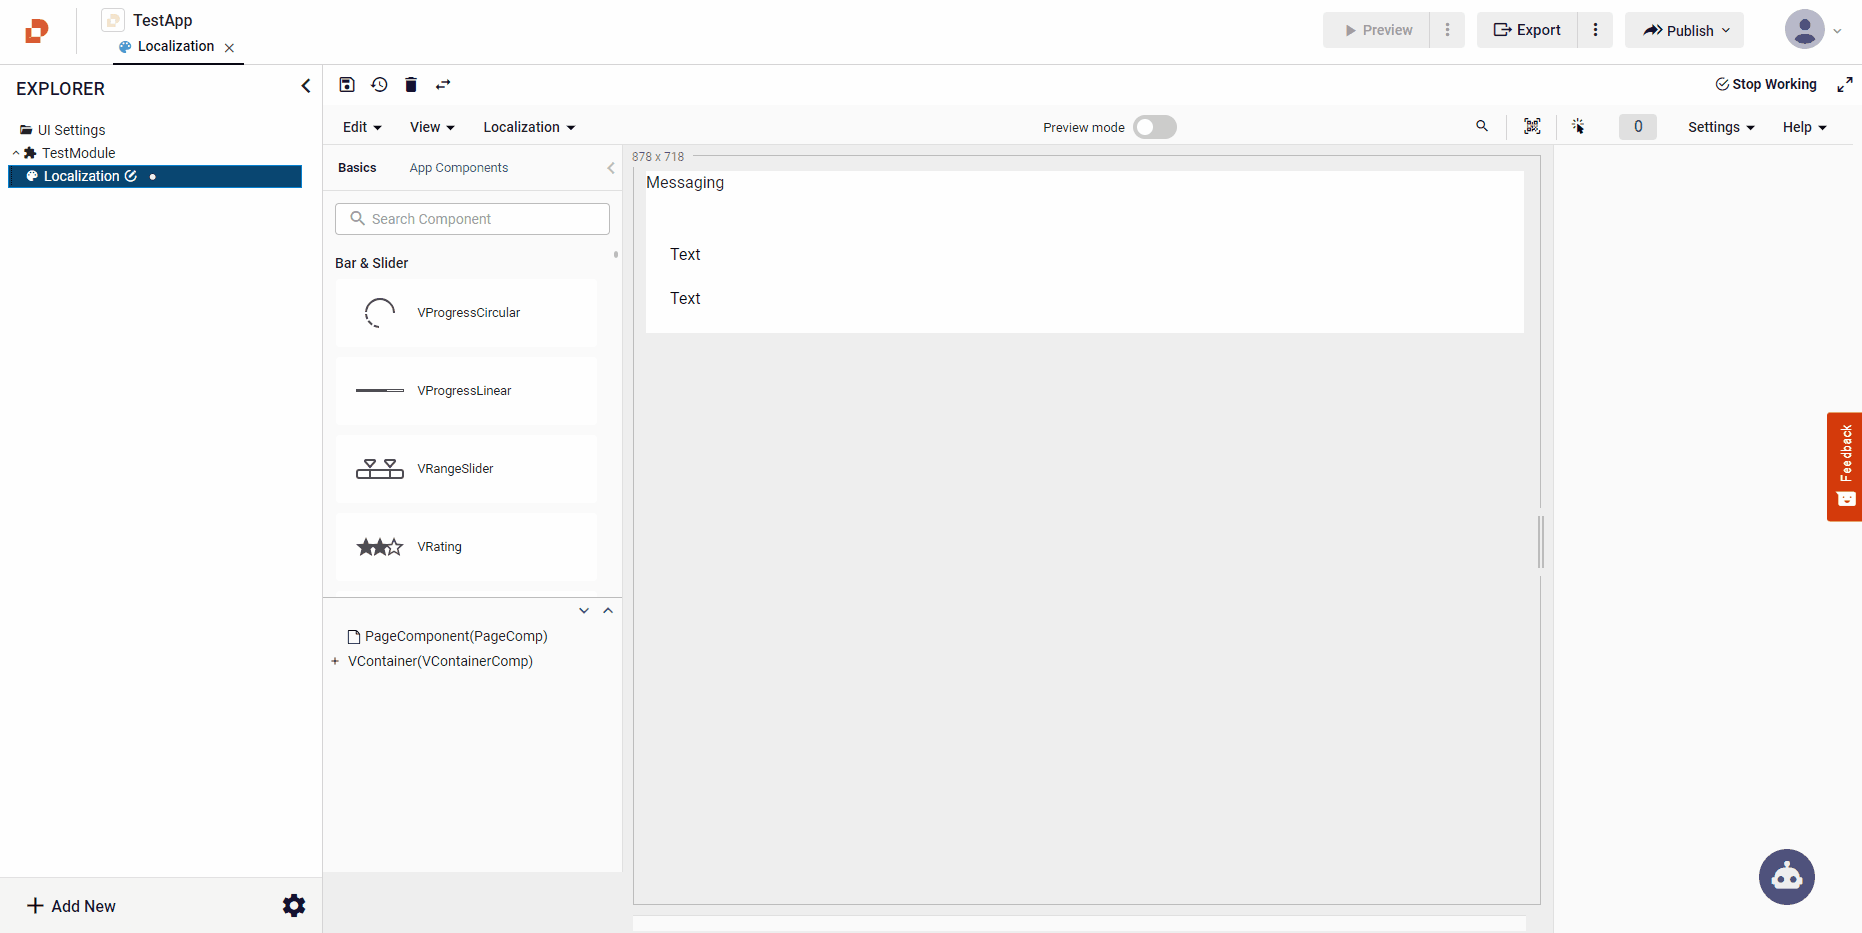 TestApp
Localization
Preview
Export
Publish
EXPLORER
UI Settings
TestModule
Localization
Add New
Stop Working
Edit
View
Localization
Preview mode
0
Settings
Help
Basics
App Components
Search Component
Bar & Slider
VProgressCircular
VProgressLinear
VRangeSlider
VRating
PageComponent(PageComp)
VContainer(VContainerComp)
878 x 718
Messaging
Text
Text
Feedback